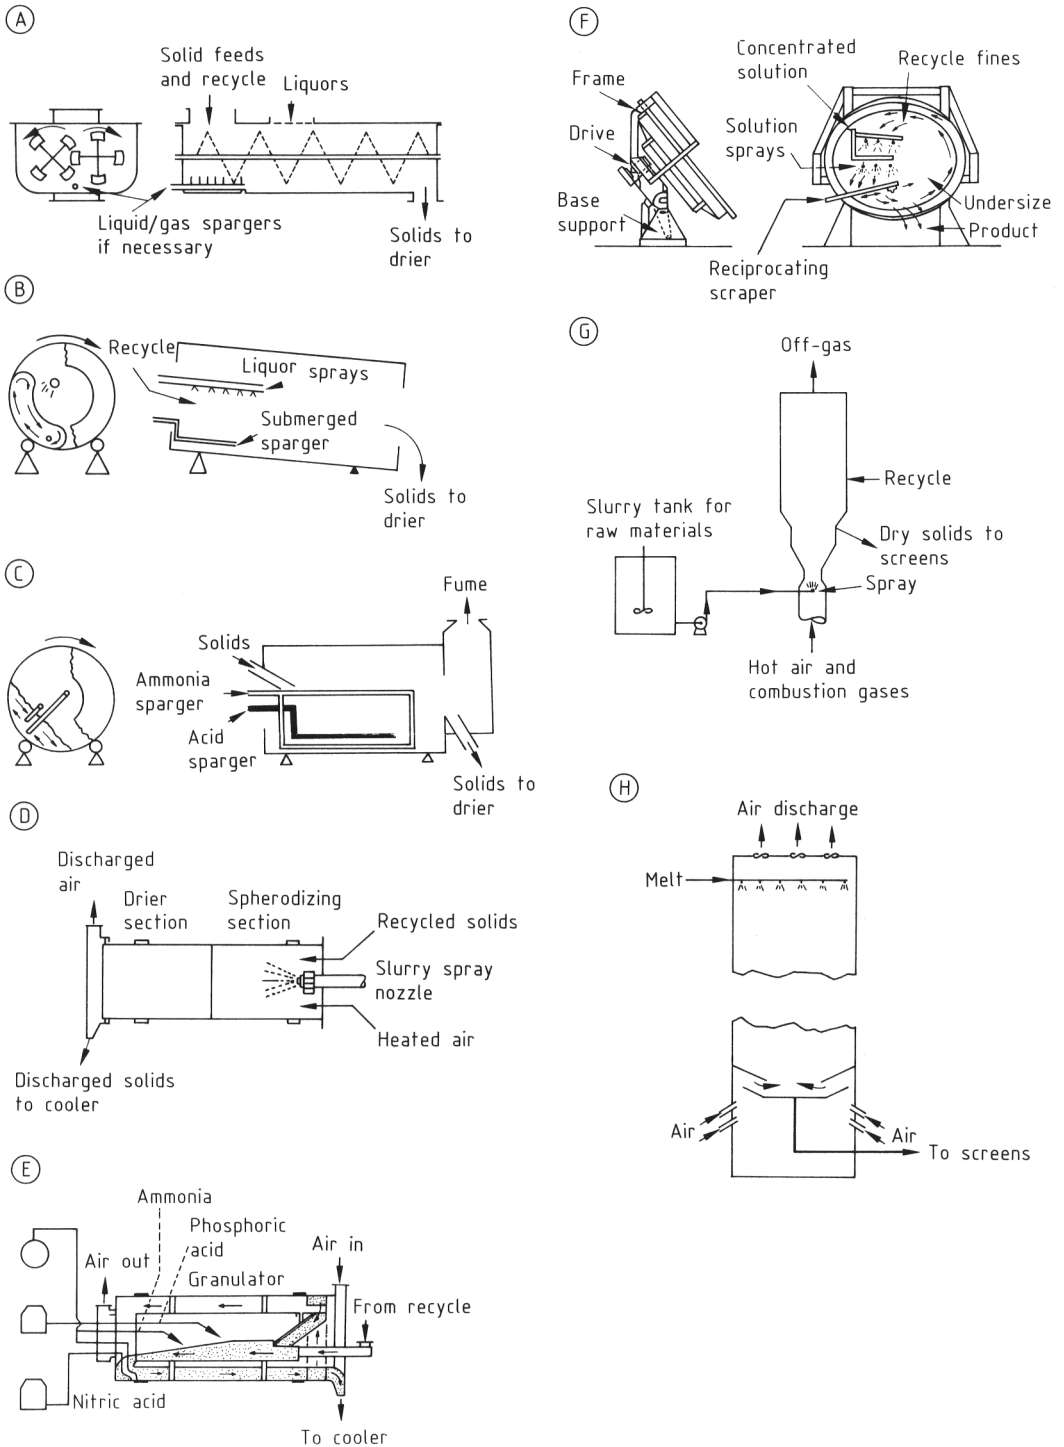 A
Solid feeds
and recycle
Liquors
Liquid/gas spargers
if necessary
Solids to
drier
B
Recycle
Liquor sprays
Submerged
sparger
Solids to
drier
C
Fume
Solids
Ammonia
sparger
Acid
sparger
Solids to
drier
D
Discharged
air
Drier
section
Spherodizing
section
Recycled solids
Slurry spray
nozzle
Heated air
Discharged solids
to cooler
E
Ammonia
Phosphoric
acid
Air in
Air out
Granulator
From recycle
Nitric acid
To cooler
F
Concentrated
solution
Recycle fines
Frame
Drive
Solution
sprays
Base
support
Undersize
Product
Reciprocating
scraper
G
Off-gas
Recycle
Slurry tank for
raw materials
Dry solids to
screens
Spray
Hot air and
combustion gases
H
Air discharge
Melt
Air
Air
To screens